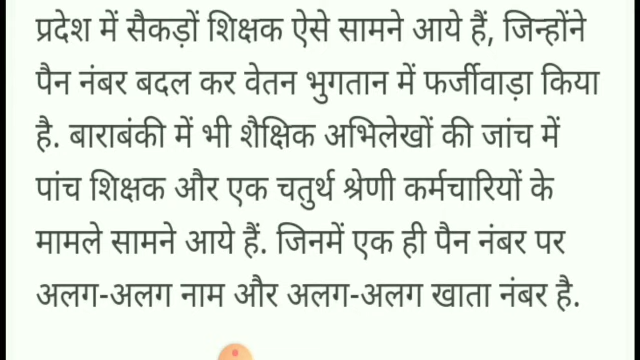 प्रदेश में सैकड़ों शिक्षक ऐसे सामने आये हैं, जिन्होंने
पैन नंबर बदल कर वेतन भुगतान में फर्जीवाड़ा किया
है. बाराबंकी में भी शैक्षिक अभिलेखों की जांच में
पांच शिक्षक और एक चतुर्थ श्रेणी कर्मचारियों के
मामले सामने आये हैं. जिनमें एक ही पैन नंबर पर
अलग-अलग नाम और अलग-अलग खाता नंबर है.